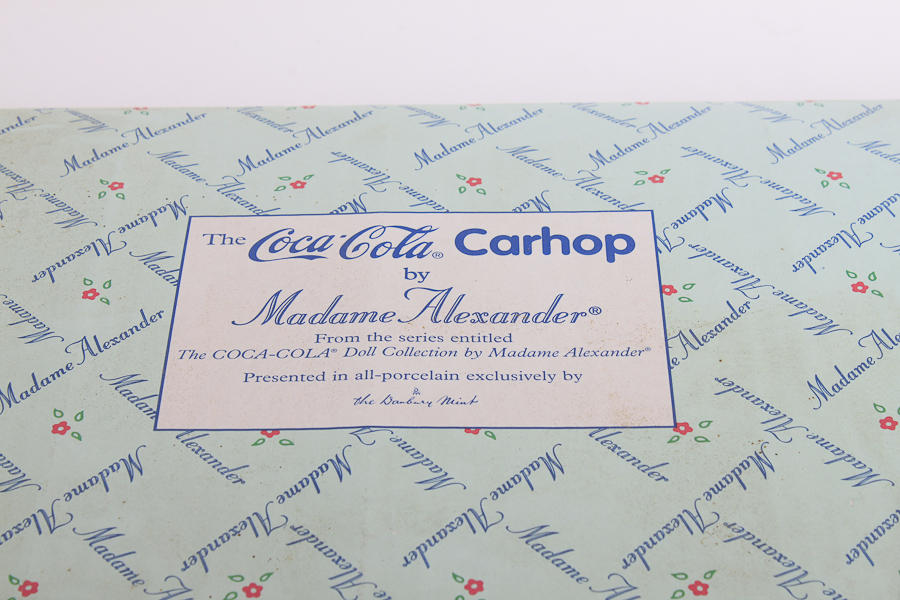 The Coca-Cola® Carhop
by
Madame Alexander®
From the series entitled
The COCA-COLA® Doll Collection by Madame Alexander®
Presented in all-porcelain exclusively by
the Danbury Mint
Madame Alexander